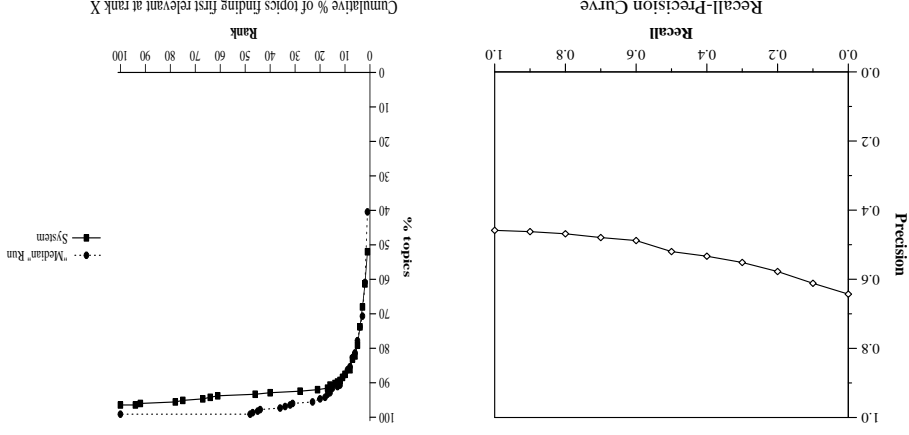 1.0
0.8
0.6
0.4
0.2
0.0
Precision
0.0 0.2 0.4 0.6 0.8 1.0
Recall
Recall-Precision Curve
100
90
80
70
60
50
40
30
20
10
0
% topics
"Median" Run
System
0 10 20 30 40 50 60 70 80 90 100
Rank
Cumulative % of topics finding first relevant at rank X